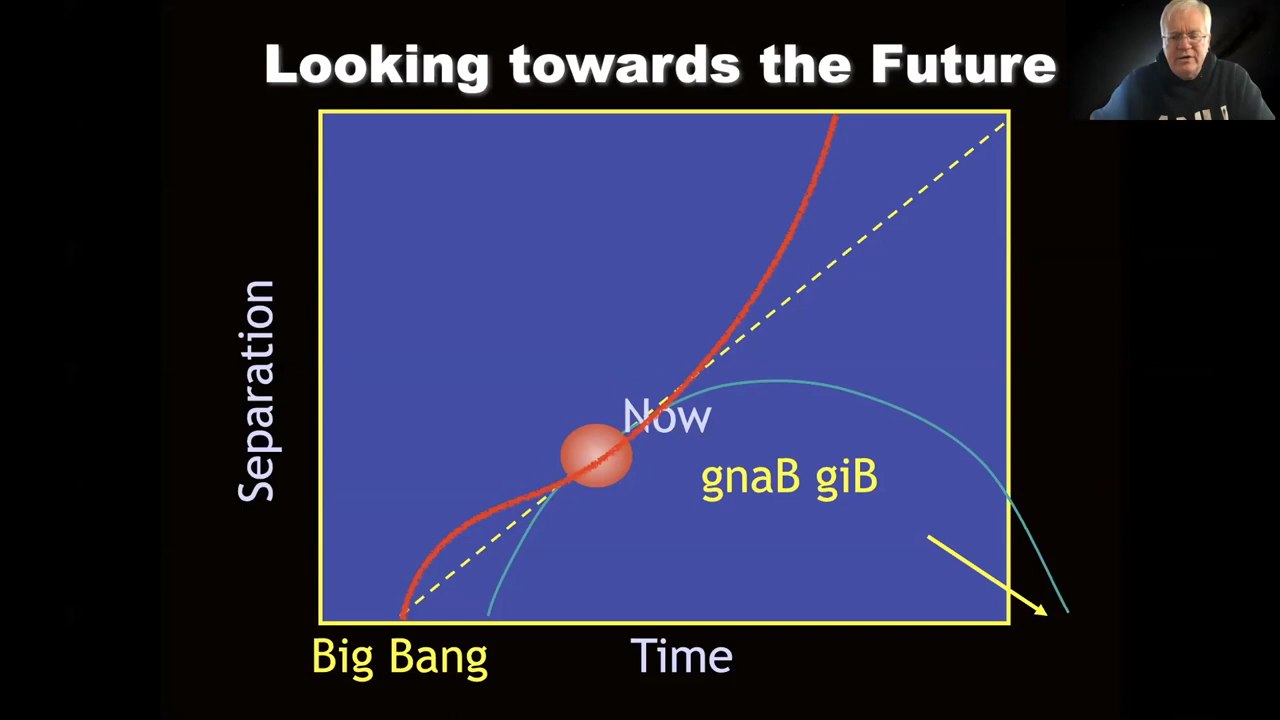 Looking towards the Future
Separation
Now
gnaB giB
Big Bang
Time